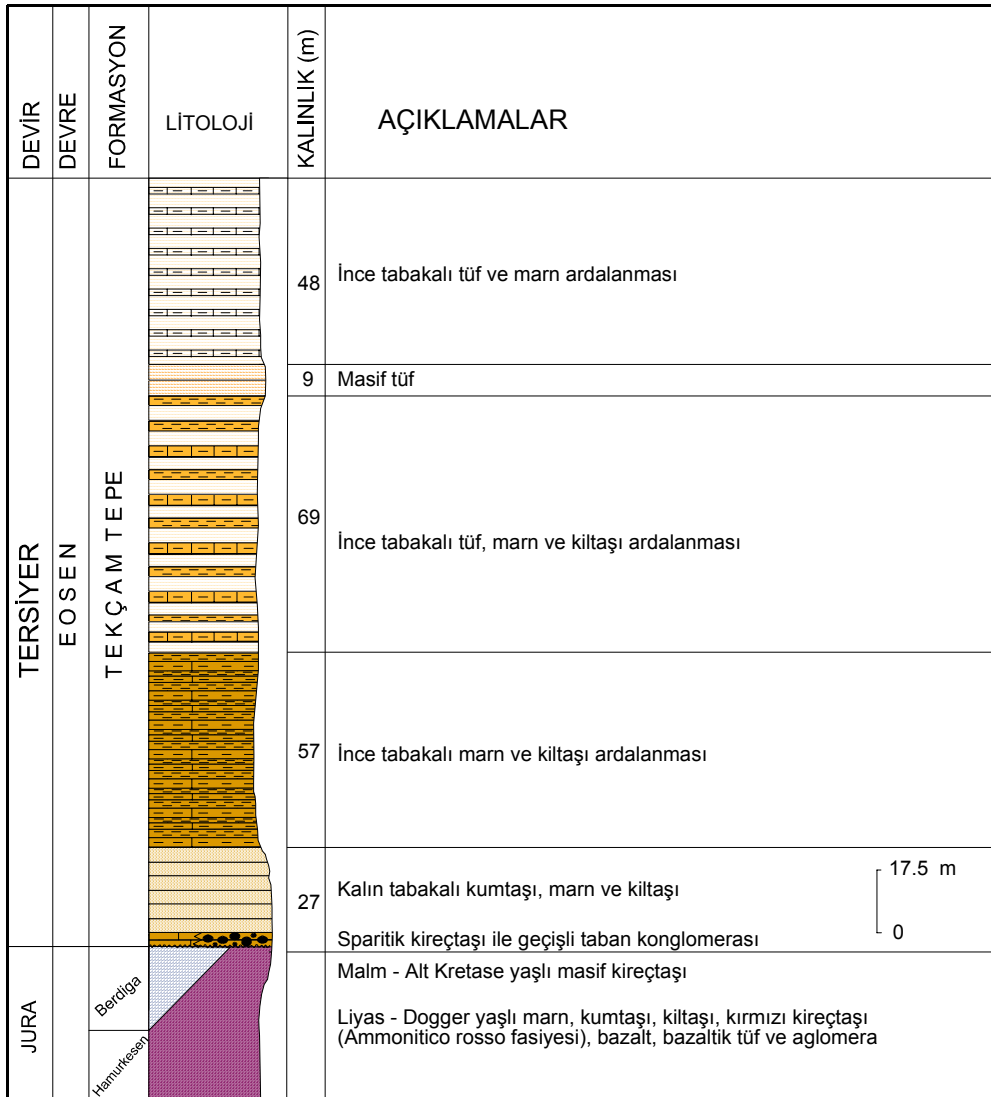 DEVİR
DEVRE
FORMASYON
LİTOLOJİ
KALINLIK (m)
AÇIKLAMALAR
TERSİYER
EOSEN
TEKÇAM TEPE
48
İnce tabakalı tüf ve marn ardalanması
9
Masif tüf
69
İnce tabakalı tüf, marn ve kiltaşı ardalanması
57
İnce tabakalı marn ve kiltaşı ardalanması
27
Kalın tabakalı kumtaşı, marn ve kiltaşı
17.5 m
0
Sparitik kireçtaşı ile geçişli taban konglomerası
JURA
Berdiga
Malm - Alt Kretase yaşlı masif kireçtaşı
Hamurkesen
Liyas - Dogger yaşlı marn, kumtaşı, kiltaşı, kırmızı kireçtaşı
(Ammonitico rosso fasiyesi), bazalt, bazaltik tüf ve aglomera